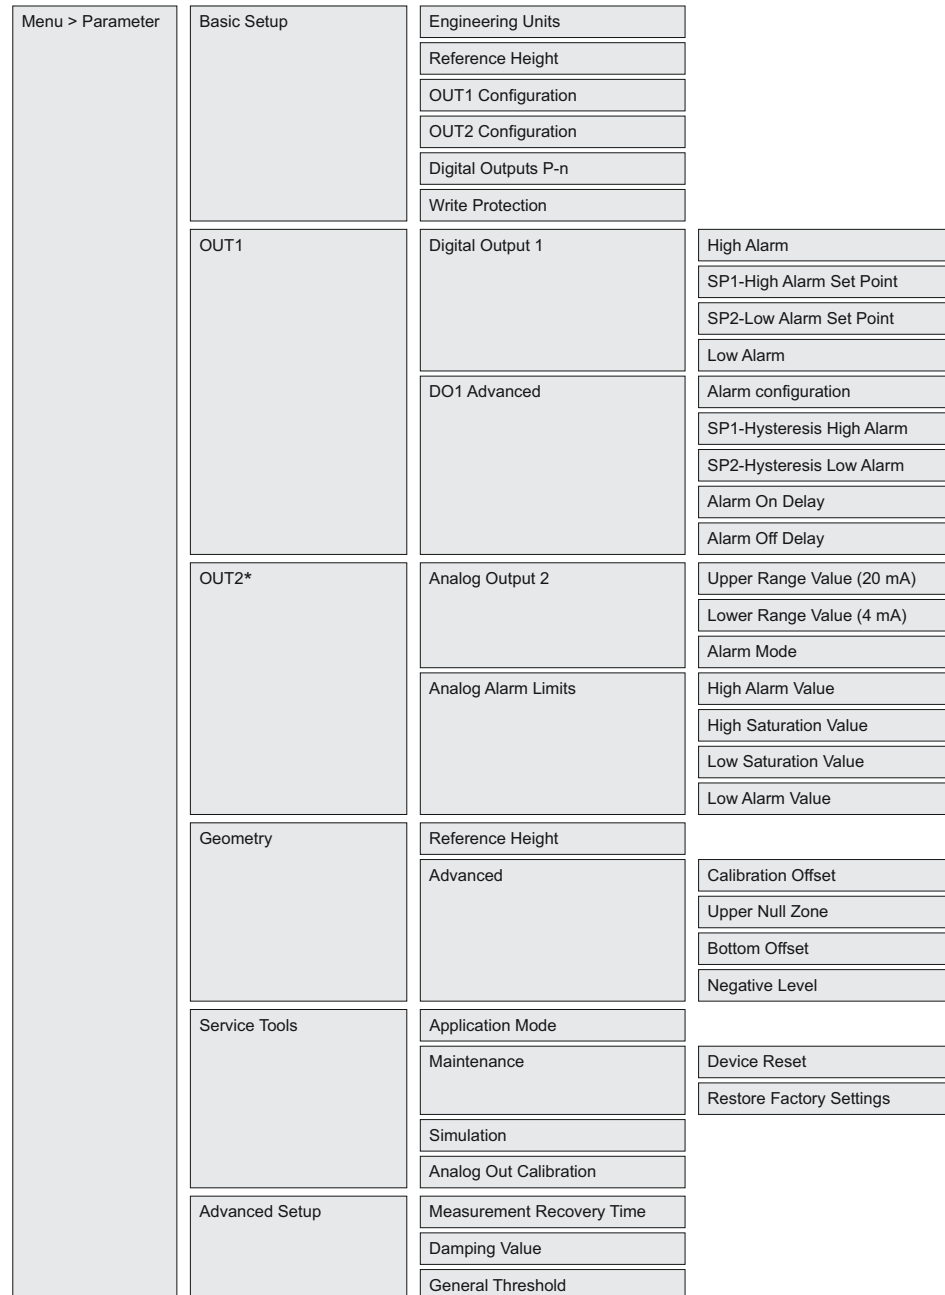 Menu > Parameter
Basic Setup
Engineering Units
Reference Height
OUT1 Configuration
OUT2 Configuration
Digital Outputs P-n
Write Protection
OUT1
Digital Output 1
High Alarm
SP1-High Alarm Set Point
SP2-Low Alarm Set Point
Low Alarm
DO1 Advanced
Alarm configuration
SP1-Hysteresis High Alarm
SP2-Hysteresis Low Alarm
Alarm On Delay
Alarm Off Delay
OUT2*
Analog Output 2
Upper Range Value (20 mA)
Lower Range Value (4 mA)
Alarm Mode
Analog Alarm Limits
High Alarm Value
High Saturation Value
Low Saturation Value
Low Alarm Value
Geometry
Reference Height
Advanced
Calibration Offset
Upper Null Zone
Bottom Offset
Negative Level
Service Tools
Application Mode
Maintenance
Device Reset
Restore Factory Settings
Simulation
Analog Out Calibration
Advanced Setup
Measurement Recovery Time
Damping Value
General Threshold